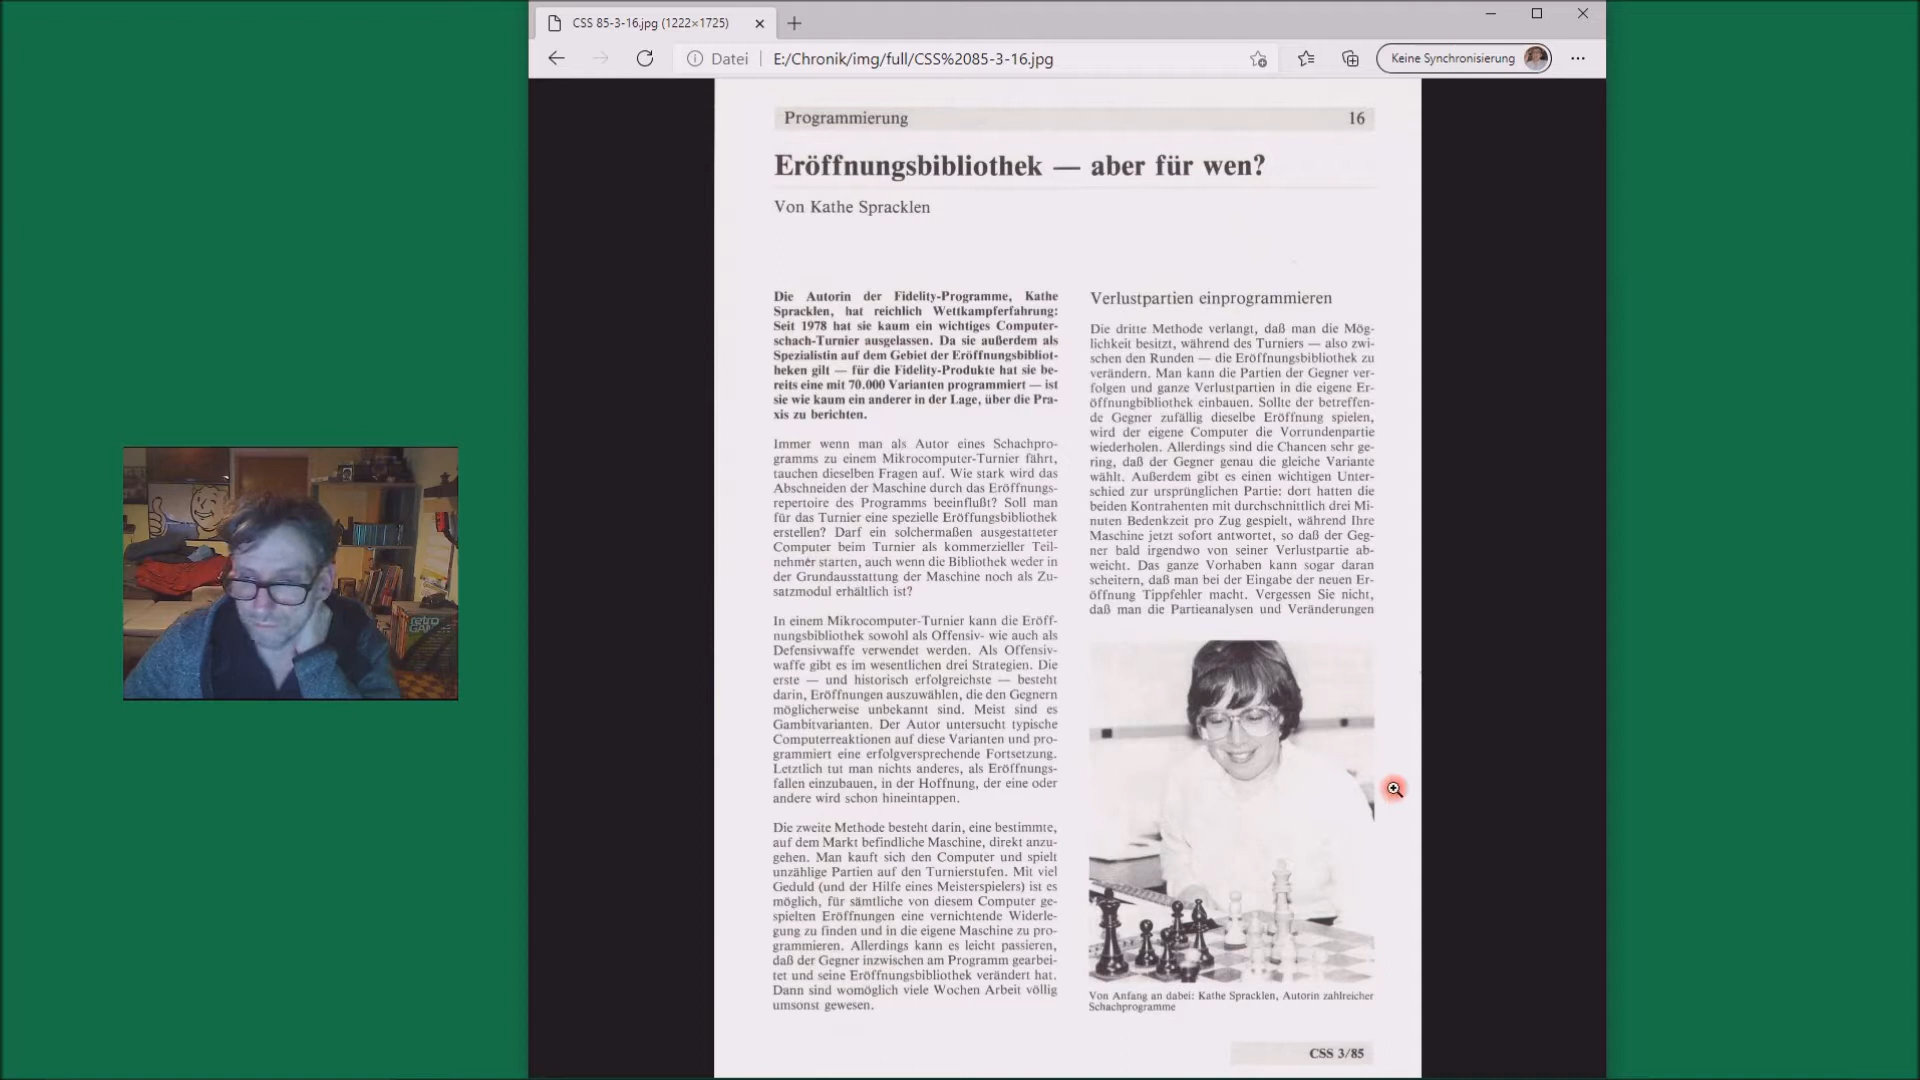 CSS 85-3-16.jpg (1222×1725)
Datei
E:/Chronik/img/full/CSS%2085-3-16.jpg
Keine Synchronisierung
Programmierung 16
Eröffnungsbibliothek — aber für wen?
Von Kathe Spracklen
Die Autorin der Fidelity-Programme, Kathe
Spracklen, hat reichlich Wettkampferfahrung:
Seit 1978 hat sie kaum ein wichtiges Computer-
schach-Turnier ausgelassen. Da sie außerdem als
Spezialistin auf dem Gebiet der Eröffnungsbibliot-
heken gilt — für die Fidelity-Produkte hat sie be-
reits eine mit 70.000 Varianten programmiert — ist
sie wie kaum ein anderer in der Lage, über die Pra-
xis zu berichten.
Immer wenn man als Autor eines Schachpro-
gramms zu einem Mikrocomputer-Turnier fährt,
tauchen dieselben Fragen auf. Wie stark wird das
Abschneiden der Maschine durch das Eröffnungs-
repertoire des Programms beeinflußt? Soll man
für das Turnier eine spezielle Eröffungsbibliothek
erstellen? Darf ein solchermaßen ausgestatteter
Computer beim Turnier als kommerzieller Teil-
nehmer starten, auch wenn die Bibliothek weder in
der Grundausstattung der Maschine noch als Zu-
satzmodul erhältlich ist?
In einem Mikrocomputer-Turnier kann die Eröff-
nungsbibliothek sowohl als Offensiv- wie auch als
Defensivwaffe verwendet werden. Als Offensiv-
waffe gibt es im wesentlichen drei Strategien. Die
erste — und historisch erfolgreichste — besteht
darin, Eröffnungen auszuwählen, die den Gegnern
möglicherweise unbekannt sind. Meist sind es
Gambitvarianten. Der Autor untersucht typische
Computerreaktionen auf diese Varianten und pro-
grammiert eine erfolgversprechende Fortsetzung.
Letztlich tut man nichts anderes, als Eröffnungs-
fallen einzubauen, in der Hoffnung, der eine oder
andere wird schon hineintappen.
Die zweite Methode besteht darin, eine bestimmte,
auf dem Markt befindliche Maschine, direkt anzu-
gehen. Man kauft sich den Computer und spielt
unzählige Partien auf den Turnierstufen. Mit viel
Geduld (und der Hilfe eines Meisterspielers) ist es
möglich, für sämtliche von diesem Computer ge-
spielten Eröffnungen eine vernichtende Widerle-
gung zu finden und in die eigene Maschine zu pro-
grammieren. Allerdings kann es leicht passieren,
daß der Gegner inzwischen am Programm gearbei-
tet und seine Eröffnungsbibliothek verändert hat.
Dann sind womöglich viele Wochen Arbeit völlig
umsonst gewesen.
Verlustpartien einprogrammieren
Die dritte Methode verlangt, daß man die Mög-
lichkeit besitzt, während des Turniers — also zwi-
schen den Runden — die Eröffnungsbibliothek zu
verändern. Man kann die Partien der Gegner ver-
folgen und ganze Verlustpartien in die eigene Er-
öffnungbibliothek einbauen. Sollte der betreffen-
de Gegner zufällig dieselbe Eröffnung spielen,
wird der eigene Computer die Vorrundenpartie
wiederholen. Allerdings sind die Chancen sehr ge-
ring, daß der Gegner genau die gleiche Variante
wählt. Außerdem gibt es einen wichtigen Unter-
schied zur ursprünglichen Partie: dort hatten die
beiden Kontrahenten mit durchschnittlich drei Mi-
nuten Bedenkzeit pro Zug gespielt, während Ihre
Maschine jetzt sofort antwortet, so daß der Geg-
ner bald irgendwo von seiner Verlustpartie ab-
weicht. Das ganze Vorhaben kann sogar daran
scheitern, daß man bei der Eingabe der neuen Er-
öffnung Tippfehler macht. Vergessen Sie nicht,
daß man die Partieanalysen und Veränderungen
Von Anfang an dabei: Kathe Spracklen, Autorin zahlreicher
Schachprogramme
CSS 3/85
retro